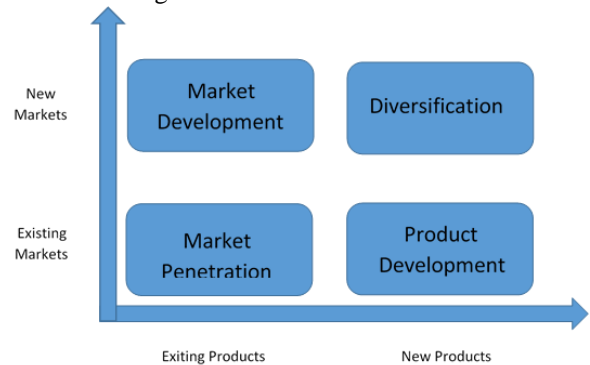 New
Markets
Market
Development
Diversification
Existing
Markets
Market
Penetration
Product
Development
Exiting Products
New Products